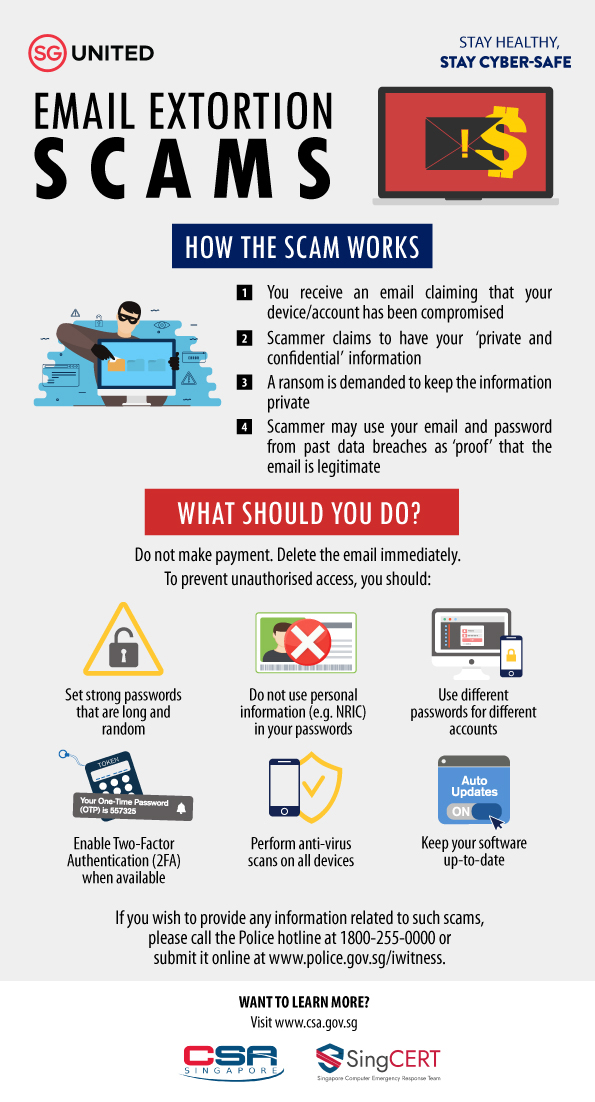 SG UNITED
STAY HEALTHY,
STAY CYBER-SAFE
EMAIL EXTORTION
SCAMS
HOW THE SCAM WORKS
1 You receive an email claiming that your
device/account has been compromised
2 Scammer claims to have your ‘private and
confidential’ information
3 A ransom is demanded to keep the information
private
4 Scammer may use your email and password
from past data breaches as ‘proof’ that the
email is legitimate
WHAT SHOULD YOU DO?
Do not make payment. Delete the email immediately.
To prevent unauthorised access, you should:
Set strong passwords
that are long and
random
Do not use personal
information (e.g. NRIC)
in your passwords
Use different
passwords for different
accounts
TOKEN
Your One-Time Password
(OTP) is 557325
Enable Two-Factor
Authentication (2FA)
when available
Perform anti-virus
scans on all devices
Auto
Updates
ON
Keep your software
up-to-date
If you wish to provide any information related to such scams,
please call the Police hotline at 1800-255-0000 or
submit it online at www.police.gov.sg/iwitness.
WANT TO LEARN MORE?
Visit www.csa.gov.sg
CSA
SINGAPORE
SingCERT
Singapore Computer Emergency Response Team